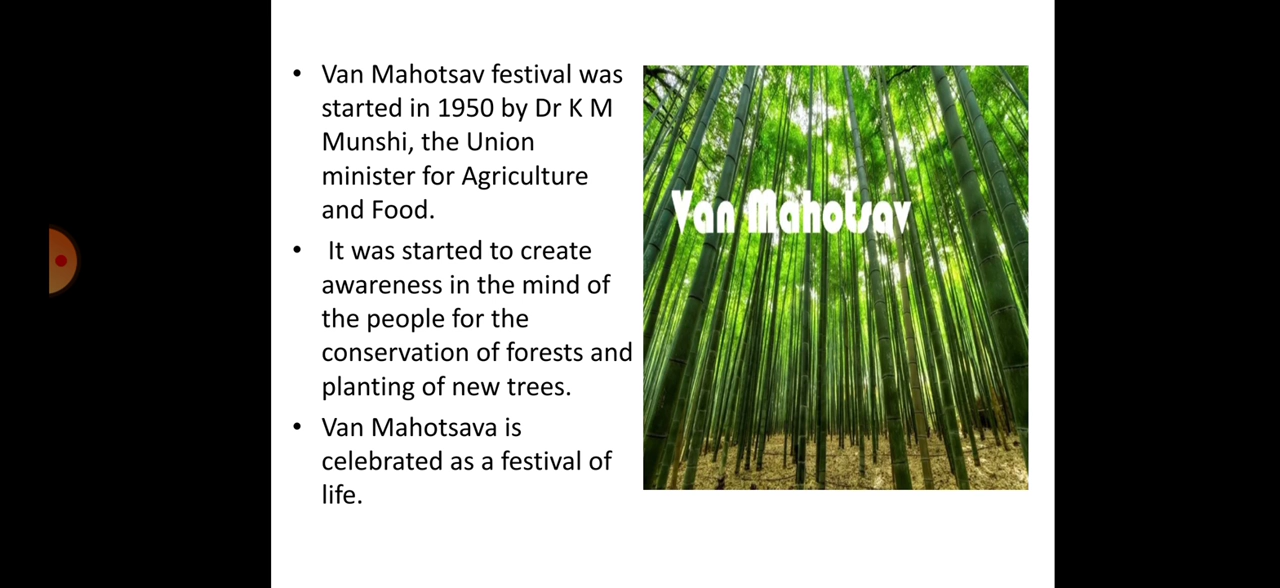 • Van Mahotsav festival was
started in 1950 by Dr K M
Munshi, the Union
minister for Agriculture
and Food.
• It was started to create
awareness in the mind of
the people for the
conservation of forests and
planting of new trees.
• Van Mahotsava is
celebrated as a festival of
life.
Van Mahotsav